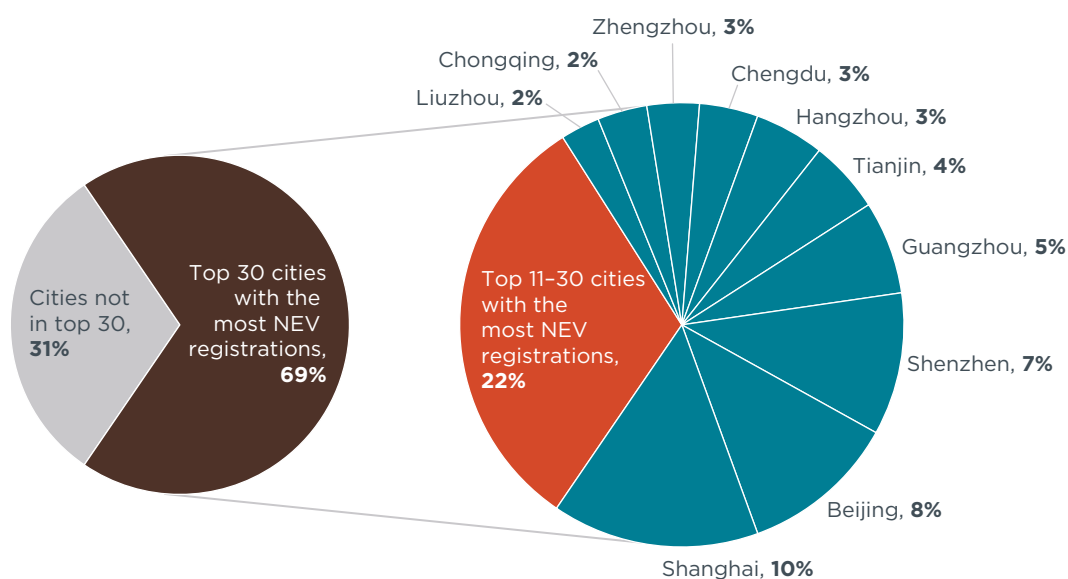 Zhengzhou, 3%
Chongqing, 2%
Chengdu, 3%
Liuzhou, 2%
Hangzhou, 3%
Tianjin, 4%
Guangzhou, 5%
Shenzhen, 7%
Beijing, 8%
Shanghai, 10%
Top 11–30 cities
with the
most NEV
registrations,
22%
Top 30 cities
with the
most NEV
registrations,
69%
Cities not
in top 30,
31%